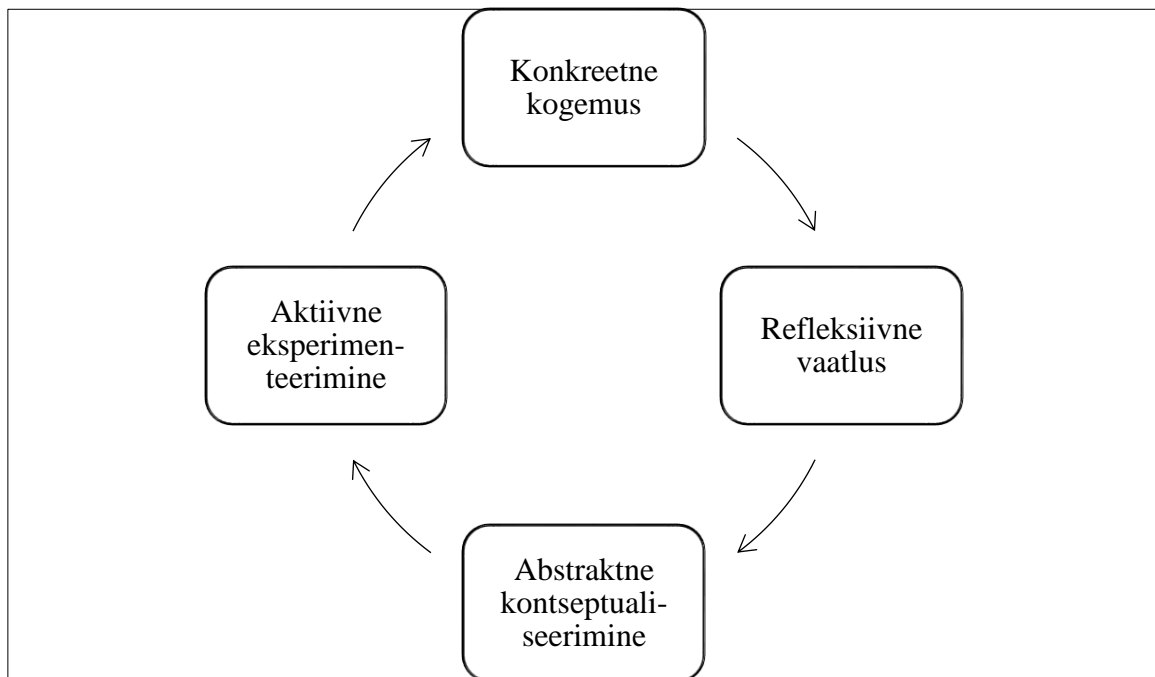 Konkreetne
kogemus
Refleksiivne
vaatlus
Abstraktne
kontseptuali-
seerimine
Aktiivne
eksperimen-
teerimine